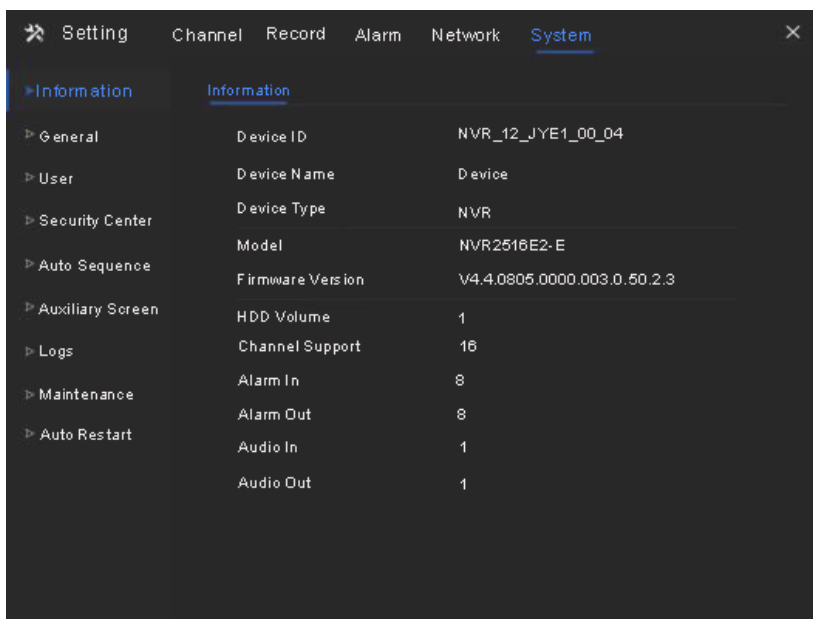 Setting Channel Record Alarm Network System
Information
General
User
Security Center
Auto Sequence
Auxiliary Screen
Logs
Maintenance
Auto Restart
Information
Device ID NVR_12_JYE1_00_04
Device Name Device
Device Type NVR
Model NVR2516E2-E
Firmware Version V4.4.0805.0000.003.0.50.2.3
HDD Volume 1
Channel Support 16
Alarm In 8
Alarm Out 8
Audio In 1
Audio Out 1